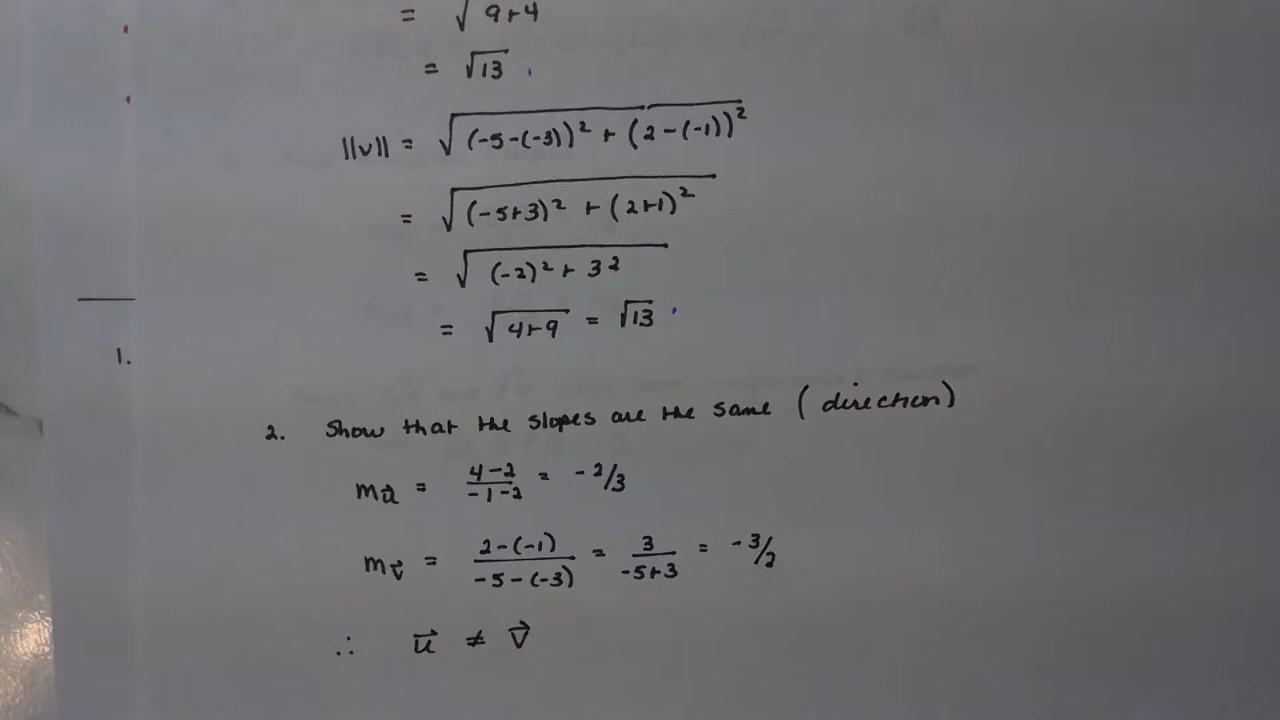 = √9+4
= √13 .
||v|| = √(-5-(-3))² + (2-(-1))²
= √(-5+3)² + (2+1)²
= √(-2)² + 3²
= √4+9 = √13 .
1.
2. Show that the slopes are the same (direction)
m_u⃗ = 4-2/-1-2 = -2/3
m_v⃗ = 2-(-1)/-5-(-3) = 3/-5+3 = -3/2
∴ u⃗ ≠ v⃗